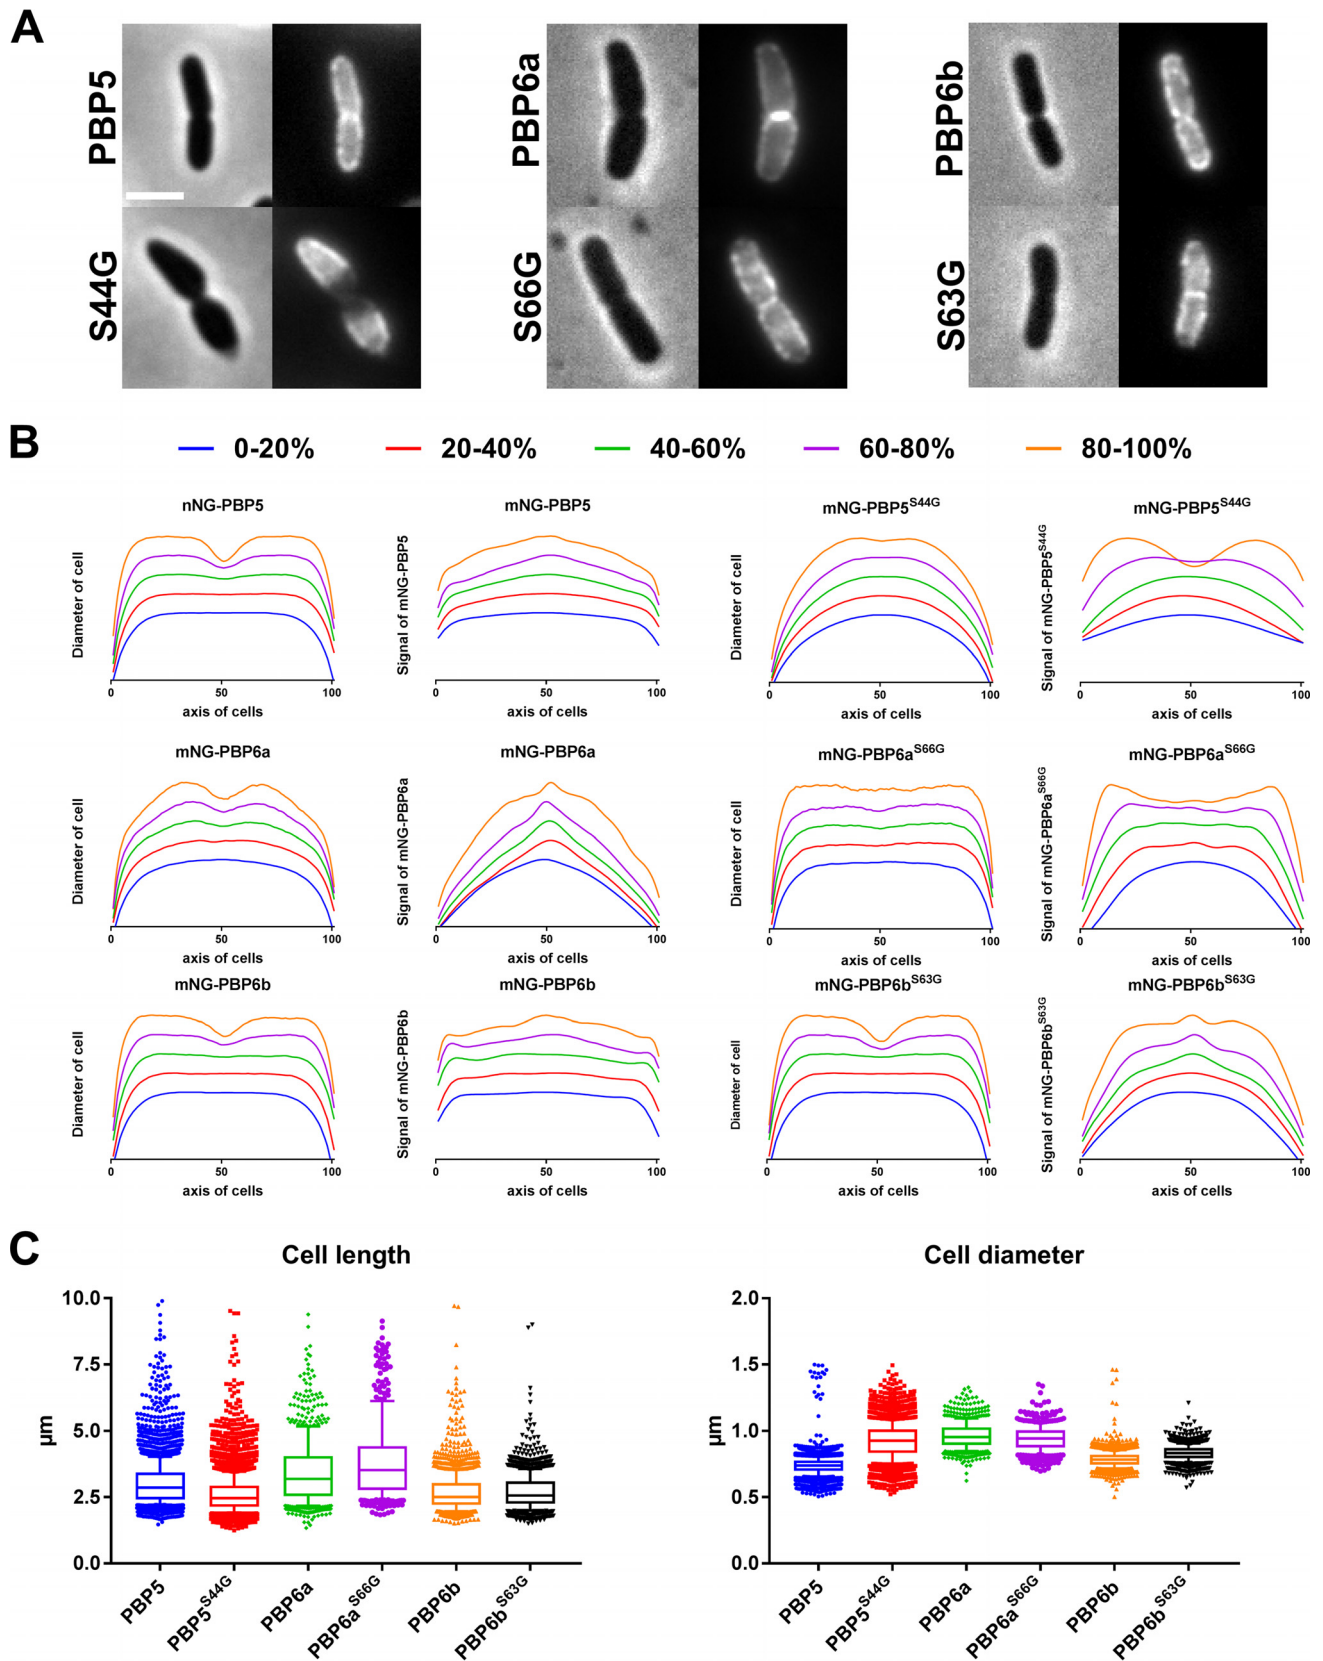 A
PBP5
PBP6a
PBP6b
S44G
S66G
S63G
B
0-20% 20-40% 40-60% 60-80% 80-100%
nNG-PBP5
mNG-PBP5
mNG-PBP5S44G
mNG-PBP5S44G
Diameter of cell
Signal of mNG-PBP5
Diameter of cell
Signal of mNG-PBP5S44G
0 50 100
0 50 100
0 50 100
0 50 100
axis of cells
axis of cells
axis of cells
axis of cells
mNG-PBP6a
mNG-PBP6a
mNG-PBP6aS66G
mNG-PBP6aS66G
Diameter of cell
Signal of mNG-PBP6a
Diameter of cell
Signal of mNG-PBP6aS66G
0 50 100
0 50 100
0 50 100
0 50 100
axis of cells
axis of cells
axis of cells
axis of cells
mNG-PBP6b
mNG-PBP6b
mNG-PBP6bS63G
mNG-PBP6bS63G
Diameter of cell
Signal of mNG-PBP6b
Diameter of cell
Signal of mNG-PBP6bS63G
0 50 100
0 50 100
0 50 100
0 50 100
axis of cells
axis of cells
axis of cells
axis of cells
C
Cell length
µm
10.0
7.5
5.0
2.5
0.0
PBP5
PBP5S44G
PBP6a
PBP6aS66G
PBP6b
PBP6bS63G
Cell diameter
µm
2.0
1.5
1.0
0.5
0.0
PBP5
PBP5S44G
PBP6a
PBP6aS66G
PBP6b
PBP6bS63G